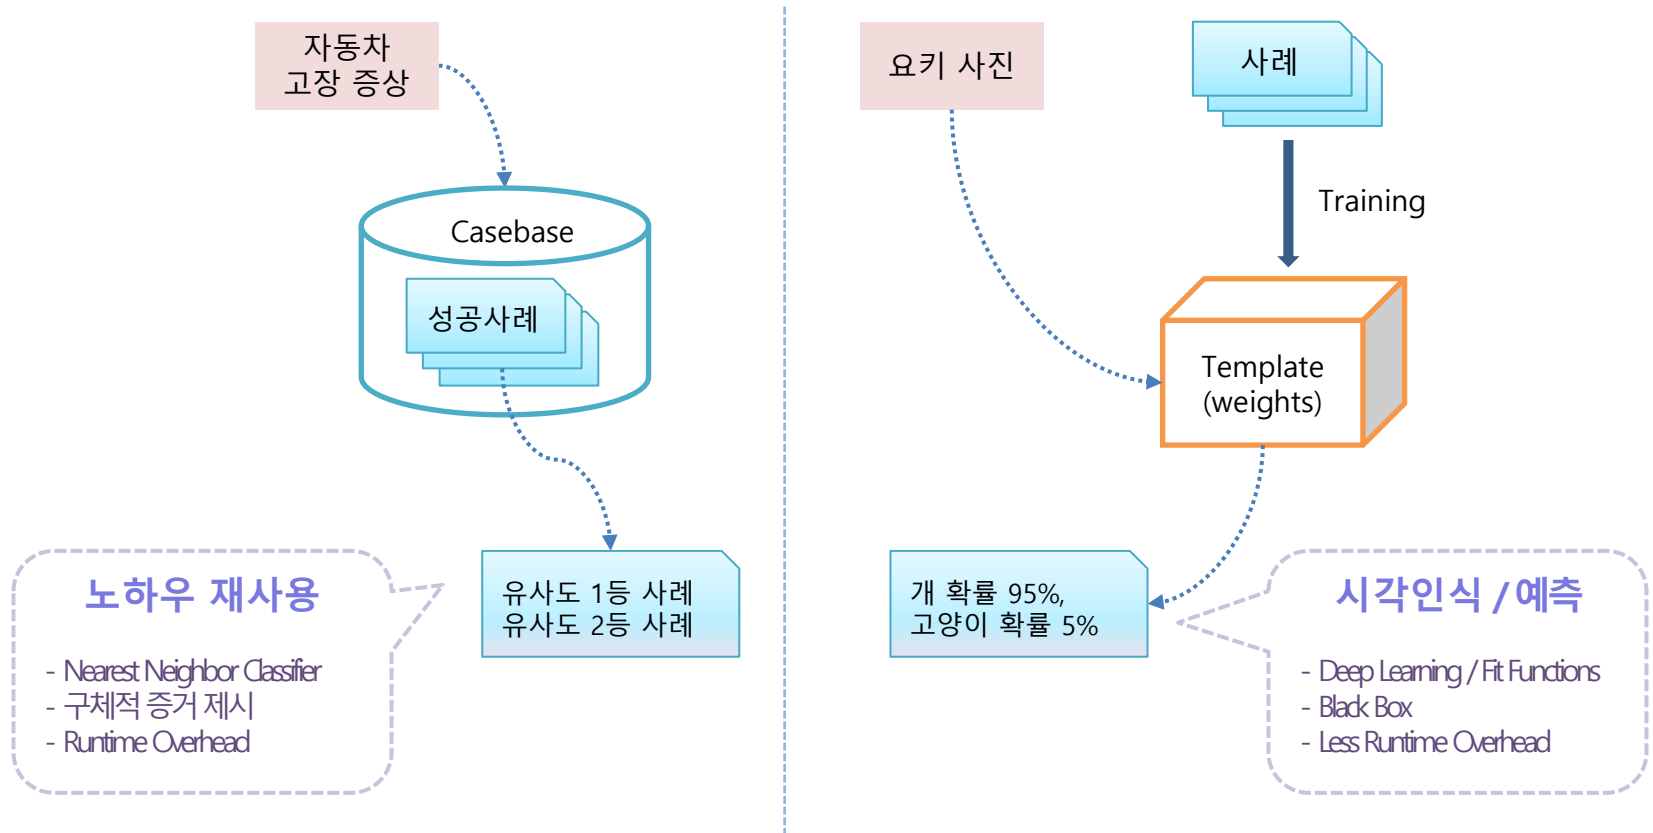 자동차
고장 증상
Casebase
성공사례
유사도 1등 사례
유사도 2등 사례
노하우 재사용
- Nearest Neighbor Classifier
- 구체적 증거 제시
- Runtime Overhead
요키 사진
사례
Training
Template
(weights)
개 확률 95%,
고양이 확률 5%
시각인식 / 예측
- Deep Learning / Fit Functions
- Black Box
- Less Runtime Overhead